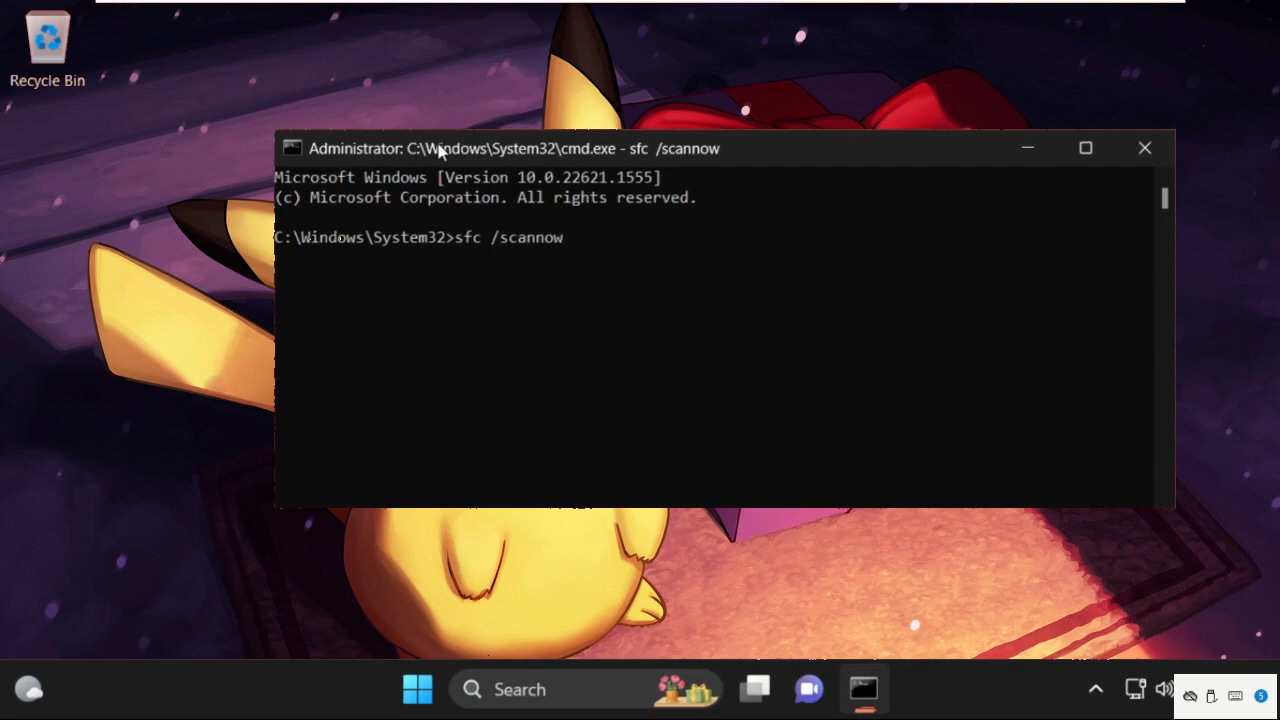 Recycle Bin
Administrator: C:\Windows\System32\cmd.exe - sfc  /scannow
Microsoft Windows [Version 10.0.22621.1555]
(c) Microsoft Corporation. All rights reserved.
C:\Windows\System32>sfc /scannow
Search
5